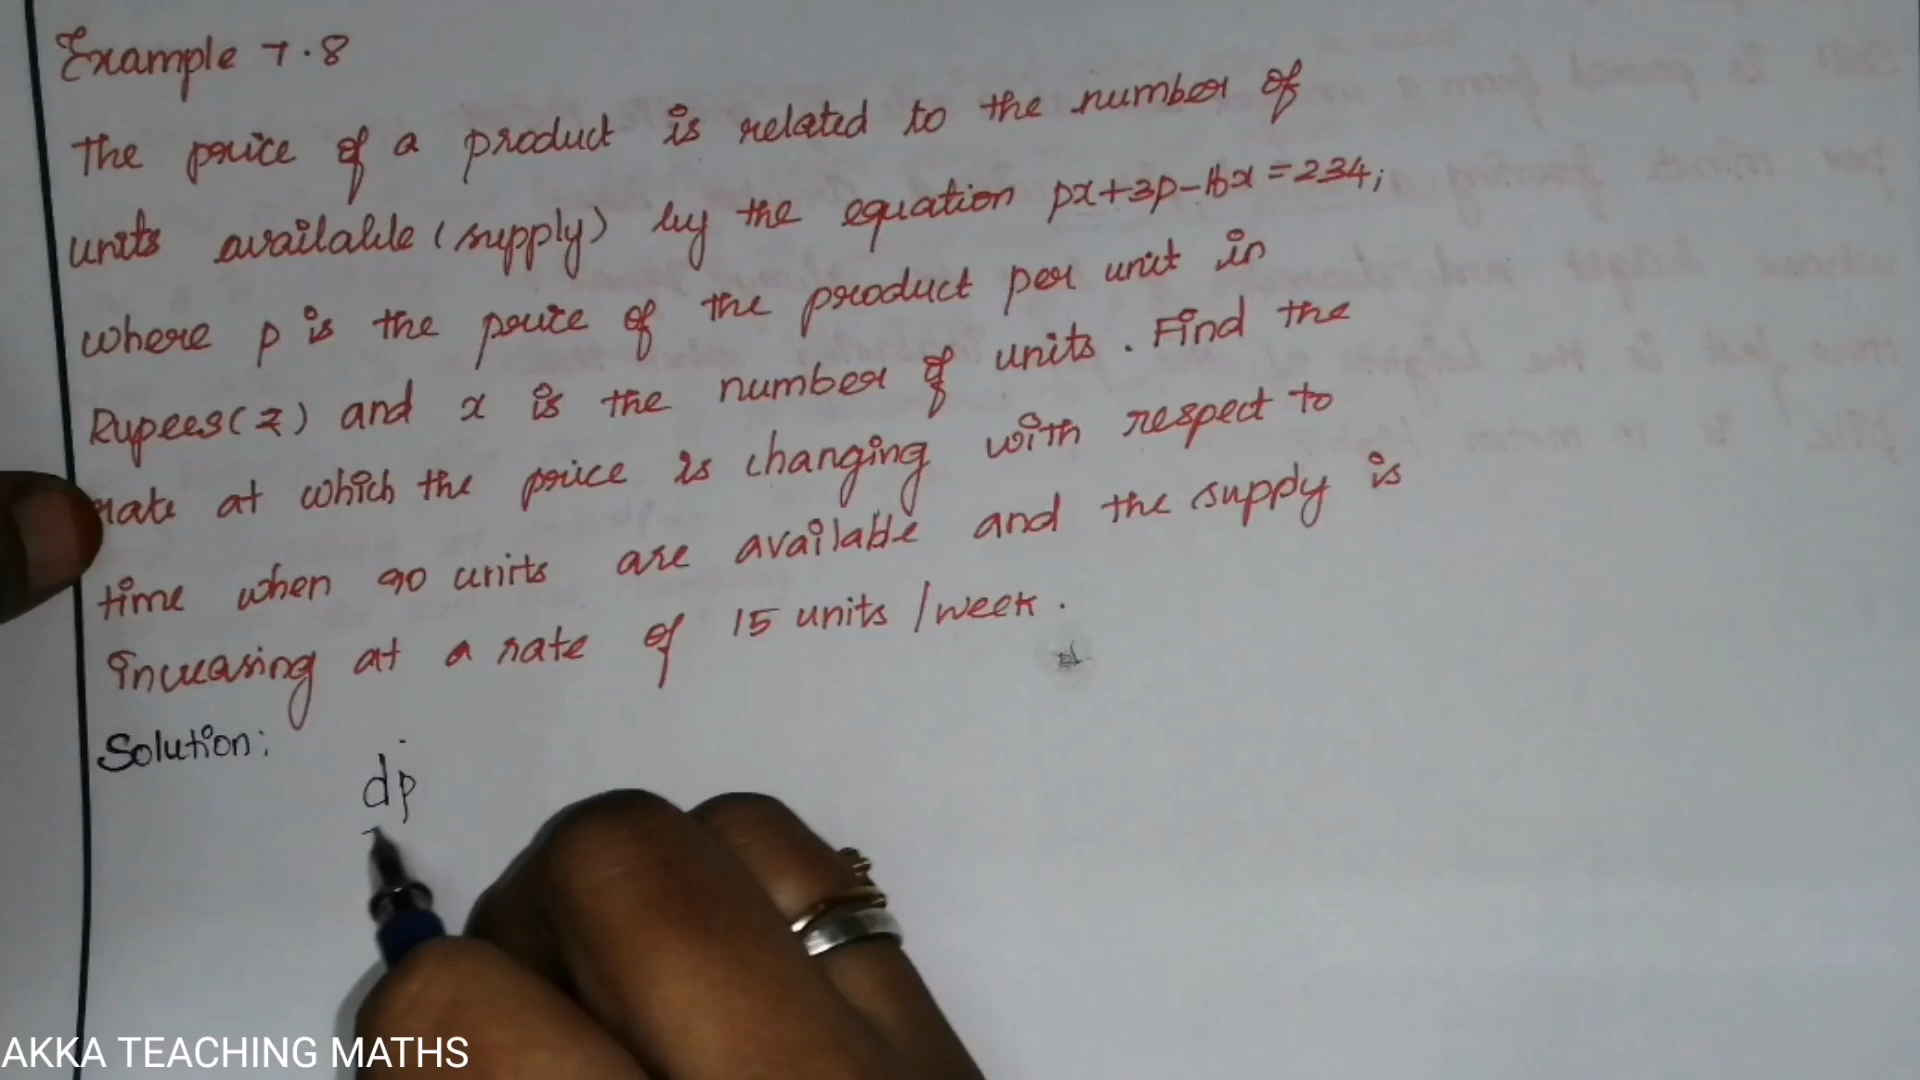 Example 7.8
The price of a product is related to the number of
units available (supply) by the equation px+3p-16x=234,
where p is the price of the product per unit in
Rupees(₹) and x is the number of units. Find the
rate at which the price is changing with respect to
time when 90 units are available and the supply is
increasing at a rate of 15 units /week.
Solution:
dp
AKKA TEACHING MATHS